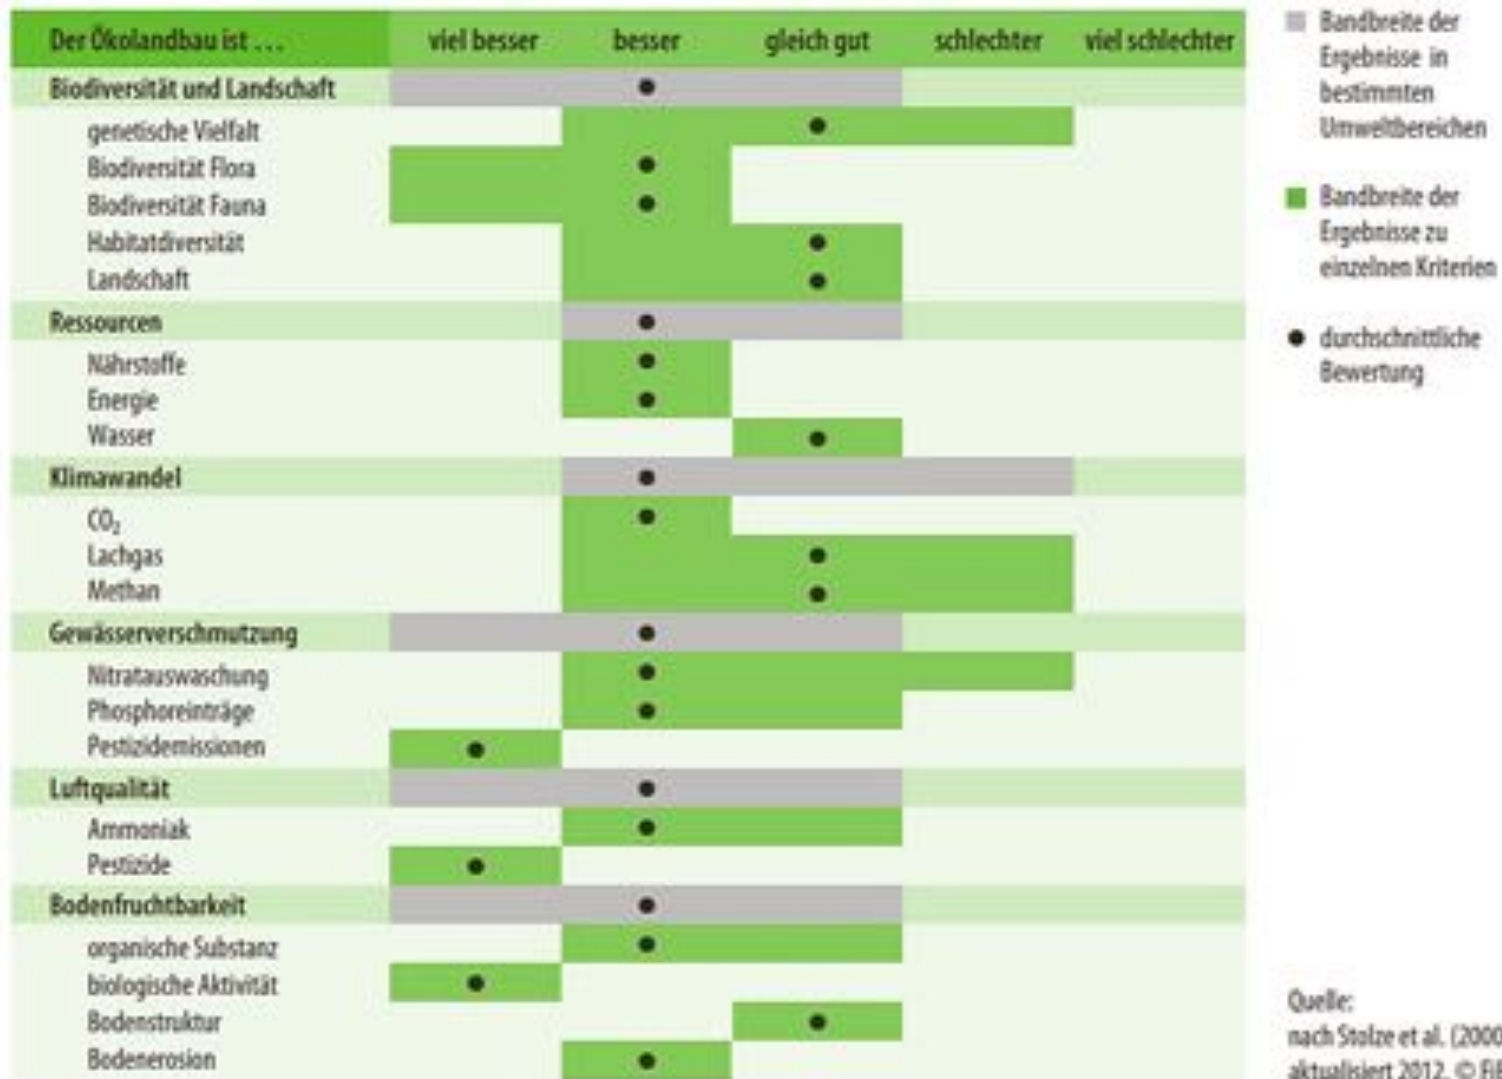 Der Ökolandbau ist ... viel besser besser gleich gut schlechter viel schlechter
Biodiversität und Landschaft
genetische Vielfalt
Biodiversität Flora
Biodiversität Fauna
Habitatdiversität
Landschaft
Ressourcen
Nährstoffe
Energie
Wasser
Klimawandel
CO₂
Lachgas
Methan
Gewässerverschmutzung
Nitratauswaschung
Phosphoreinträge
Pestizidemissionen
Luftqualität
Ammoniak
Pestizide
Bodenfruchtbarkeit
organische Substanz
biologische Aktivität
Bodenstruktur
Bodenerosion
Bandbreite der
Ergebnisse in
bestimmten
Umweltbereichen
Bandbreite der
Ergebnisse zu
einzelnen Kriterien
durchschnittliche
Bewertung
Quelle:
nach Stolze et al. (2000
aktualisiert 2012. ©